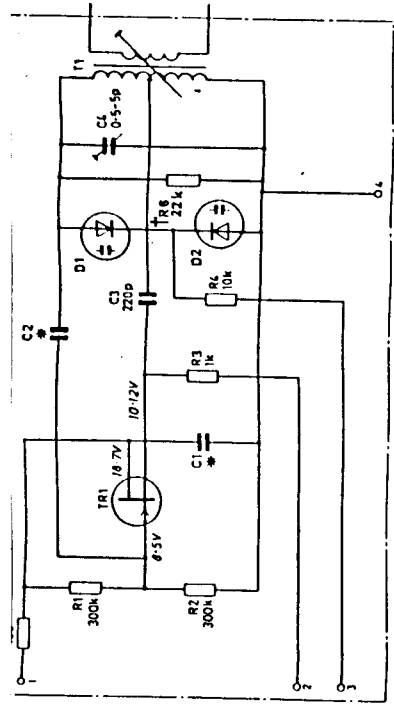 1
C2
*
T1
D1
C4
0·5-5p
R1
300k
TR1
18·7V
C3
220p
R6
22k
8·5V
10·12V
R2
300k
C1
*
R3
1k
R4
10k
D2
2
3
4